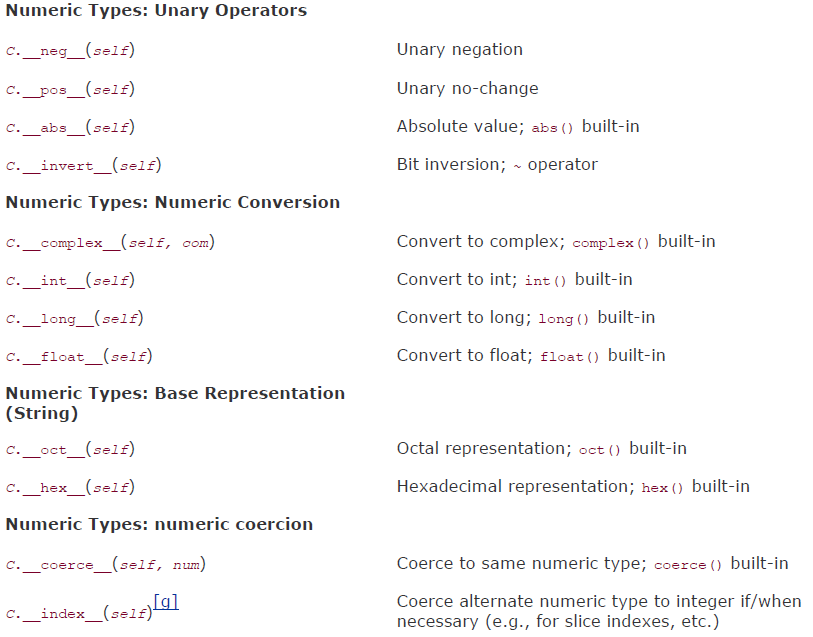 Numeric Types: Unary Operators
C.__neg__(self) Unary negation
C.__pos__(self) Unary no-change
C.__abs__(self) Absolute value; abs() built-in
C.__invert__(self) Bit inversion; ~ operator
Numeric Types: Numeric Conversion
C.__complex__(self, com) Convert to complex; complex() built-in
C.__int__(self) Convert to int; int() built-in
C.__long__(self) Convert to long; long() built-in
C.__float__(self) Convert to float; float() built-in
Numeric Types: Base Representation
(String)
C.__oct__(self) Octal representation; oct() built-in
C.__hex__(self) Hexadecimal representation; hex() built-in
Numeric Types: numeric coercion
C.__coerce__(self, num) Coerce to same numeric type; coerce() built-in
C.__index__(self)[g] Coerce alternate numeric type to integer if/when
necessary (e.g., for slice indexes, etc.)